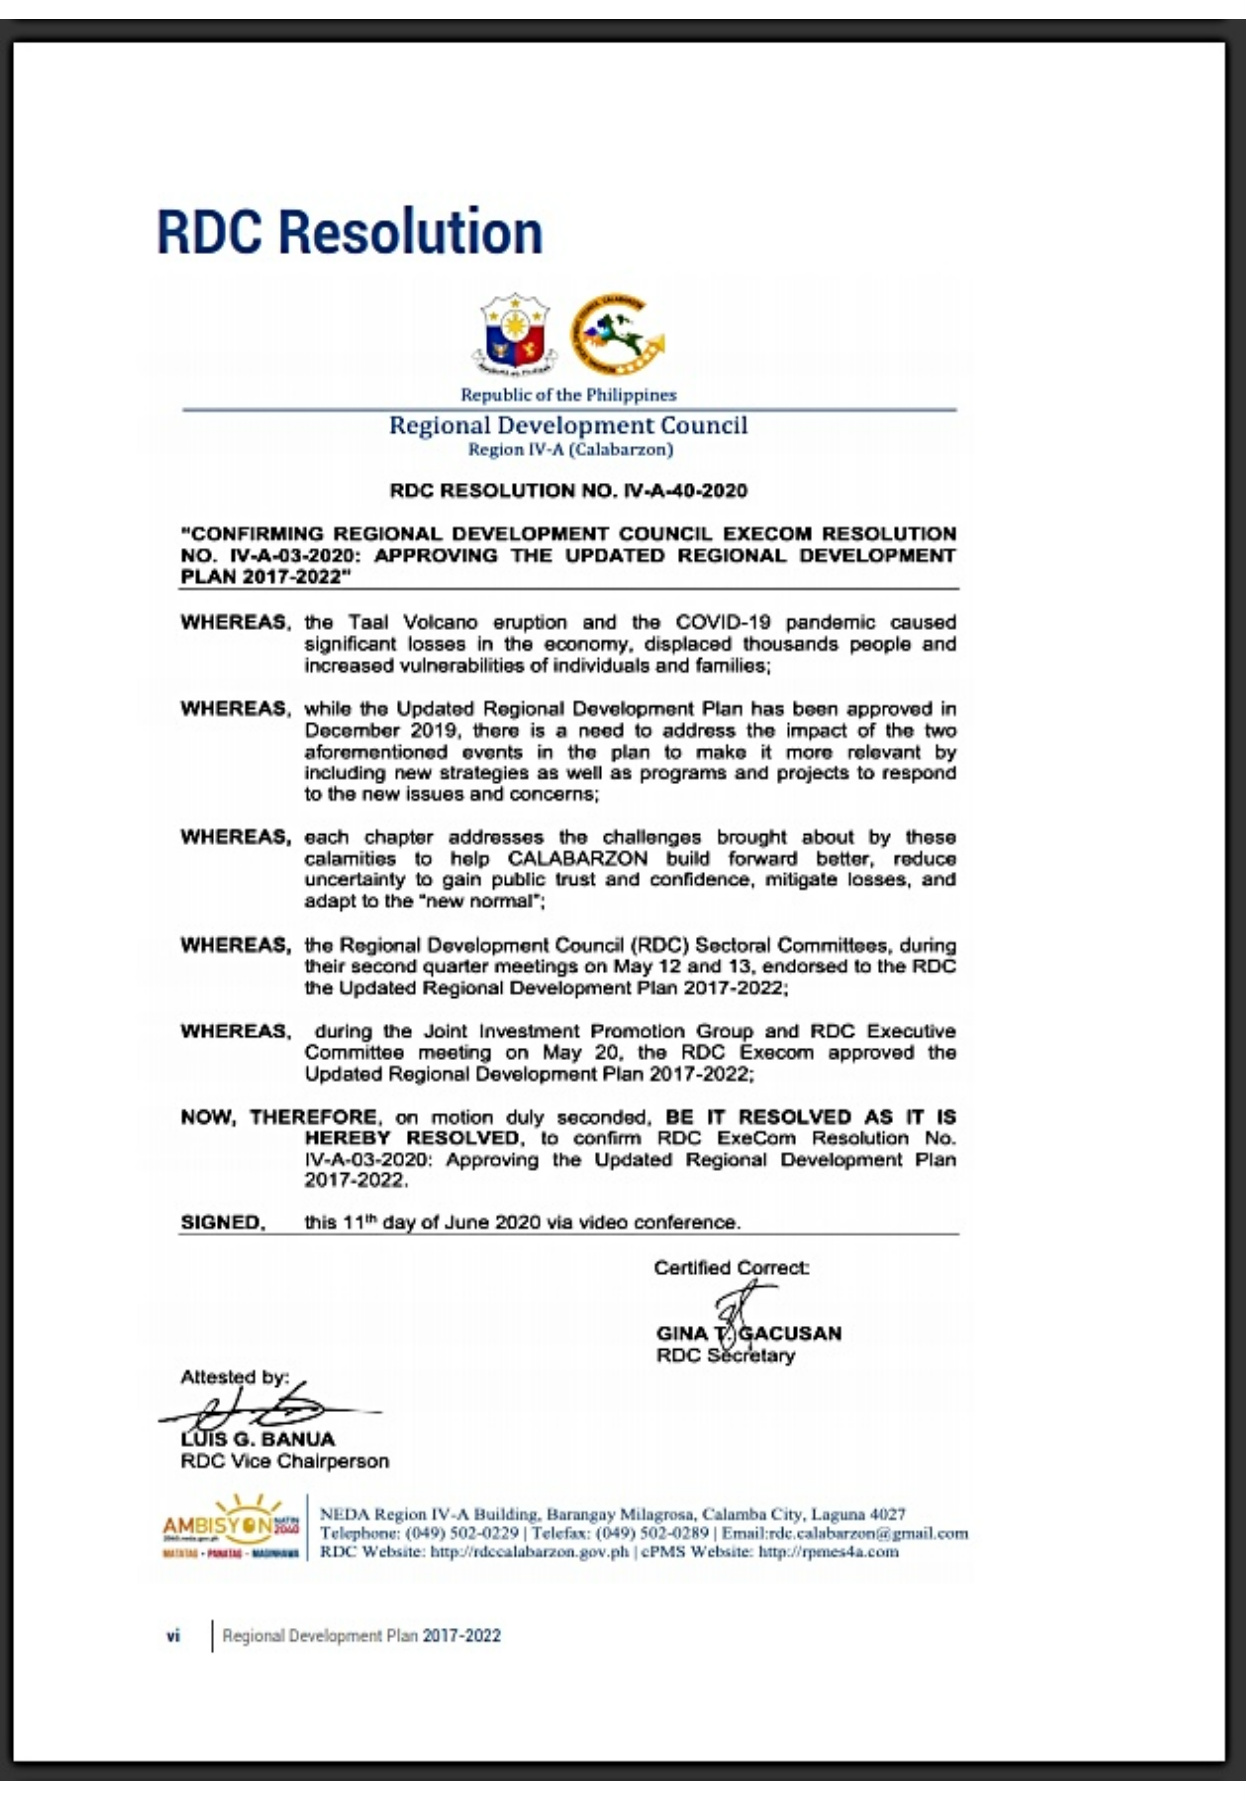 RDC Resolution
Republic of the Philippines
Regional Development Council
Region IV-A (Calabarzon)
RDC RESOLUTION NO. IV-A-40-2020
"CONFIRMING REGIONAL DEVELOPMENT COUNCIL EXECOM RESOLUTION
NO. IV-A-03-2020: APPROVING THE UPDATED REGIONAL DEVELOPMENT
PLAN 2017-2022"
WHEREAS, the Taal Volcano eruption and the COVID-19 pandemic caused
significant losses in the economy, displaced thousands people and
increased vulnerabilities of individuals and families;
WHEREAS, while the Updated Regional Development Plan has been approved in
December 2019, there is a need to address the impact of the two
aforementioned events in the plan to make it more relevant by
including new strategies as well as programs and projects to respond
to the new issues and concerns;
WHEREAS, each chapter addresses the challenges brought about by these
calamities to help CALABARZON build forward better, reduce
uncertainty to gain public trust and confidence, mitigate losses, and
adapt to the "new normal";
WHEREAS, the Regional Development Council (RDC) Sectoral Committees, during
their second quarter meetings on May 12 and 13, endorsed to the RDC
the Updated Regional Development Plan 2017-2022;
WHEREAS, during the Joint Investment Promotion Group and RDC Executive
Committee meeting on May 20, the RDC Execom approved the
Updated Regional Development Plan 2017-2022;
NOW, THEREFORE, on motion duly seconded, BE IT RESOLVED AS IT IS
HEREBY RESOLVED, to confirm RDC ExeCom Resolution No.
IV-A-03-2020: Approving the Updated Regional Development Plan
2017-2022.
SIGNED, this 11th day of June 2020 via video conference.
Certified Correct:
GINA T. GACUSAN
RDC Secretary
Attested by:
LUIS G. BANUA
RDC Vice Chairperson
AMBISYON NATIN 2040
MATATAG - PANATAG - MAGINHAWA
NEDA Region IV-A Building, Barangay Milagrosa, Calamba City, Laguna 4027
Telephone: (049) 502-0229 | Telefax: (049) 502-0289 | Email:rdc.calabarzon@gmail.com
RDC Website: http://rdccalabarzon.gov.ph | ePMS Website: http://rpmes4a.com
vi | Regional Development Plan 2017-2022